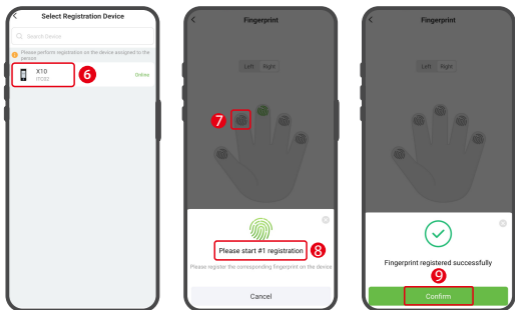 Select Registration Device
Search Device
Please perform registration on the device assigned to the
person.
X10
6
Online
Fingerprint
Left Right
7
Please start #1 registration
8
Please register the corresponding fingerprint on the device
Cancel
Fingerprint
Left Right
Fingerprint registered successfully
9
Confirm